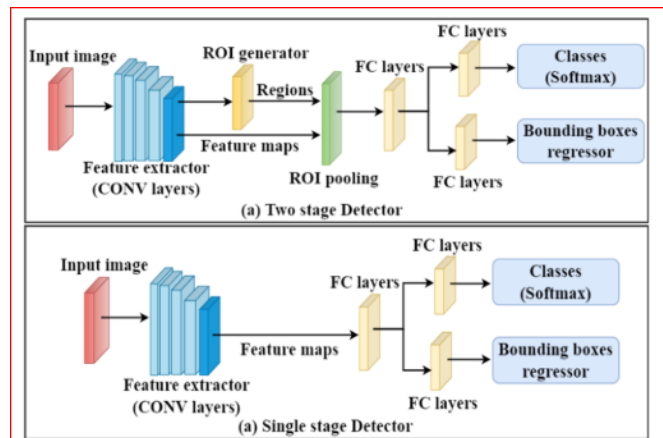 Input image
Feature extractor
(CONV layers)
ROI generator
Regions
Feature maps
ROI pooling
FC layers
FC layers
FC layers
Classes
(Softmax)
Bounding boxes
regressor
(a) Two stage Detector
Input image
Feature extractor
(CONV layers)
Feature maps
FC layers
FC layers
FC layers
Classes
(Softmax)
Bounding boxes
regressor
(a) Single stage Detector